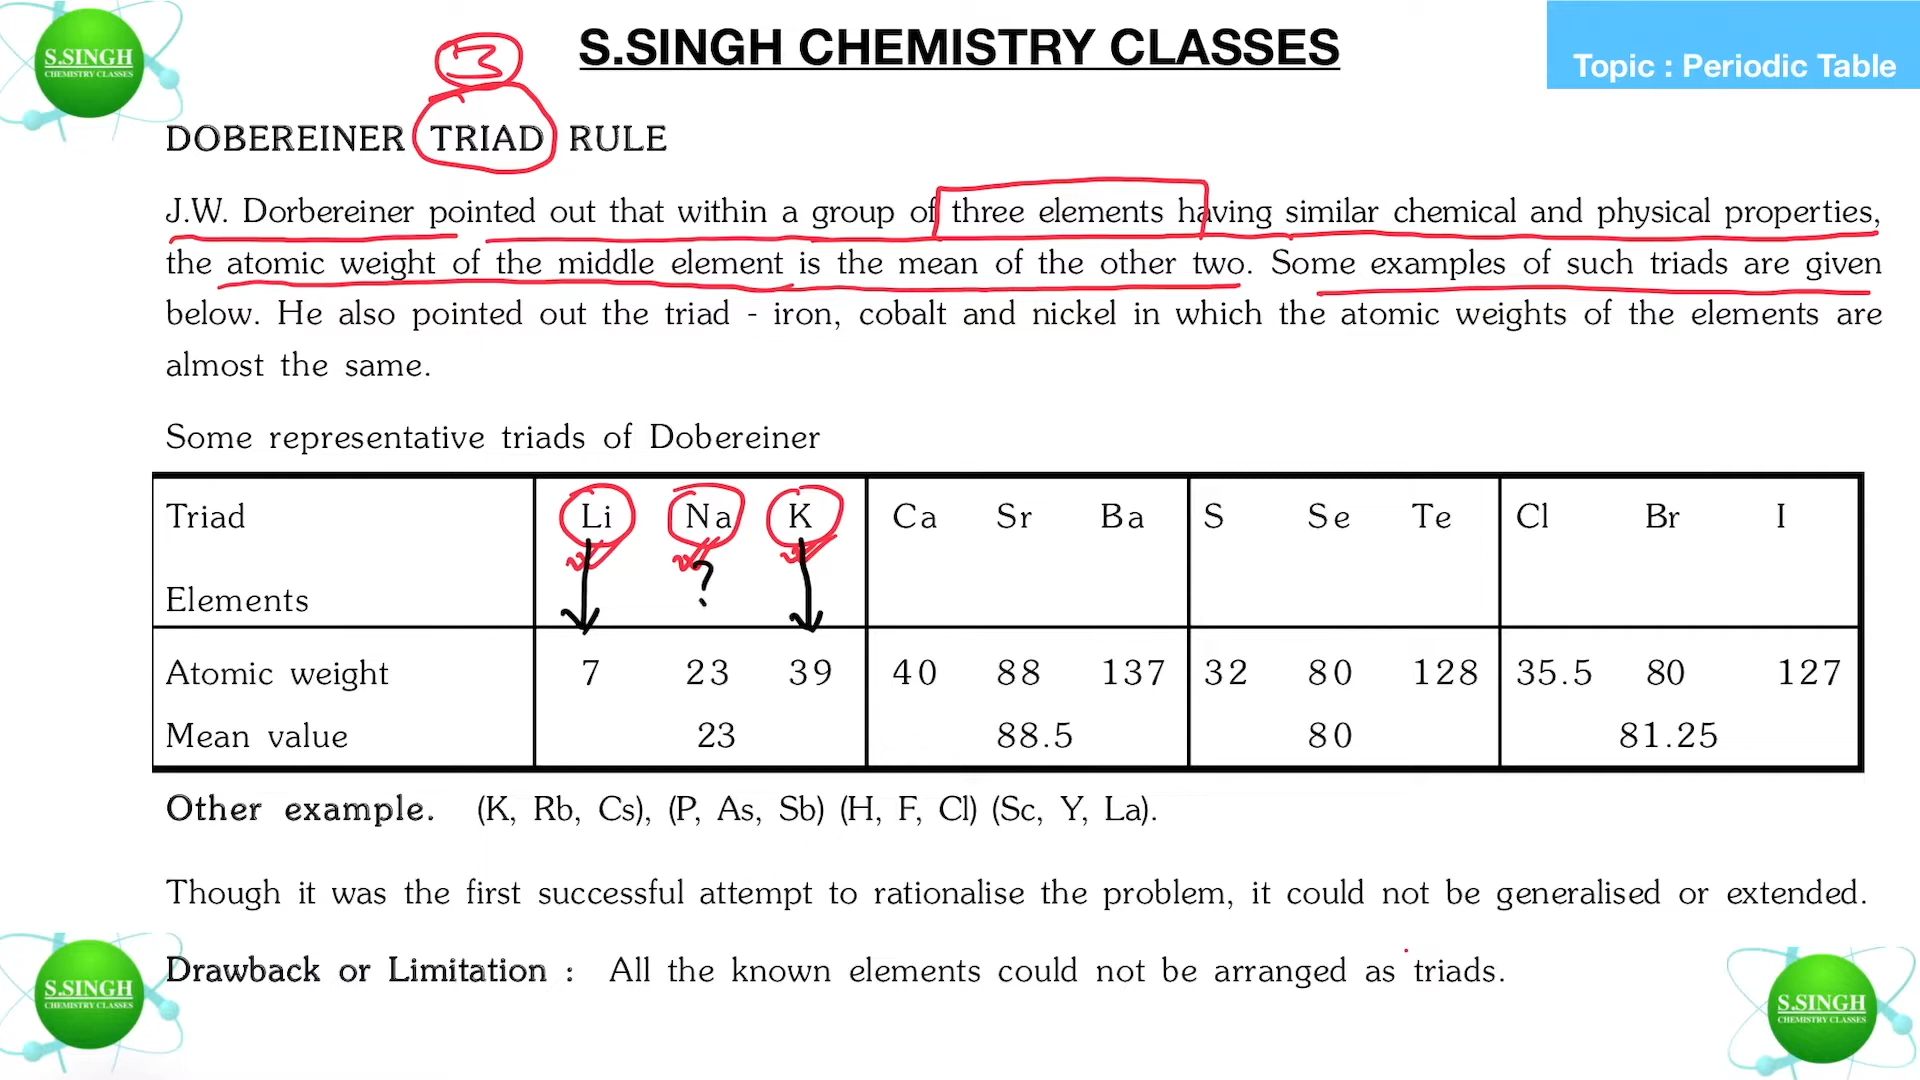 S.SINGH
CHEMISTRY CLASSES
S.SINGH CHEMISTRY CLASSES
Topic : Periodic Table
3
DOBEREINER TRIAD RULE
J.W. Dorbereiner pointed out that within a group of three elements having similar chemical and physical properties,
the atomic weight of the middle element is the mean of the other two. Some examples of such triads are given
below. He also pointed out the triad - iron, cobalt and nickel in which the atomic weights of the elements are
almost the same.
Some representative triads of Dobereiner
Triad Li Na K Ca Sr Ba S Se Te Cl Br I
?
Elements
Atomic weight 7 23 39 40 88 137 32 80 128 35.5 80 127
Mean value 23 88.5 80 81.25
Other example. (K, Rb, Cs), (P, As, Sb) (H, F, Cl) (Sc, Y, La).
Though it was the first successful attempt to rationalise the problem, it could not be generalised or extended.
Drawback or Limitation : All the known elements could not be arranged as triads.
S.SINGH
CHEMISTRY CLASSES
S.SINGH
CHEMISTRY CLASSES